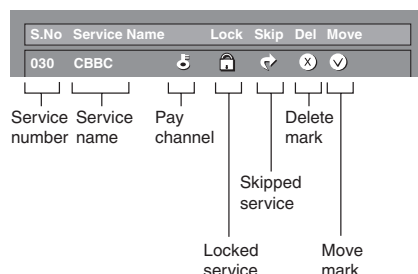 S.No Service Name Lock Skip Del Move
030 CBBC
Service number
Service name
Pay channel
Delete mark
Skipped service
Locked service
Move mark